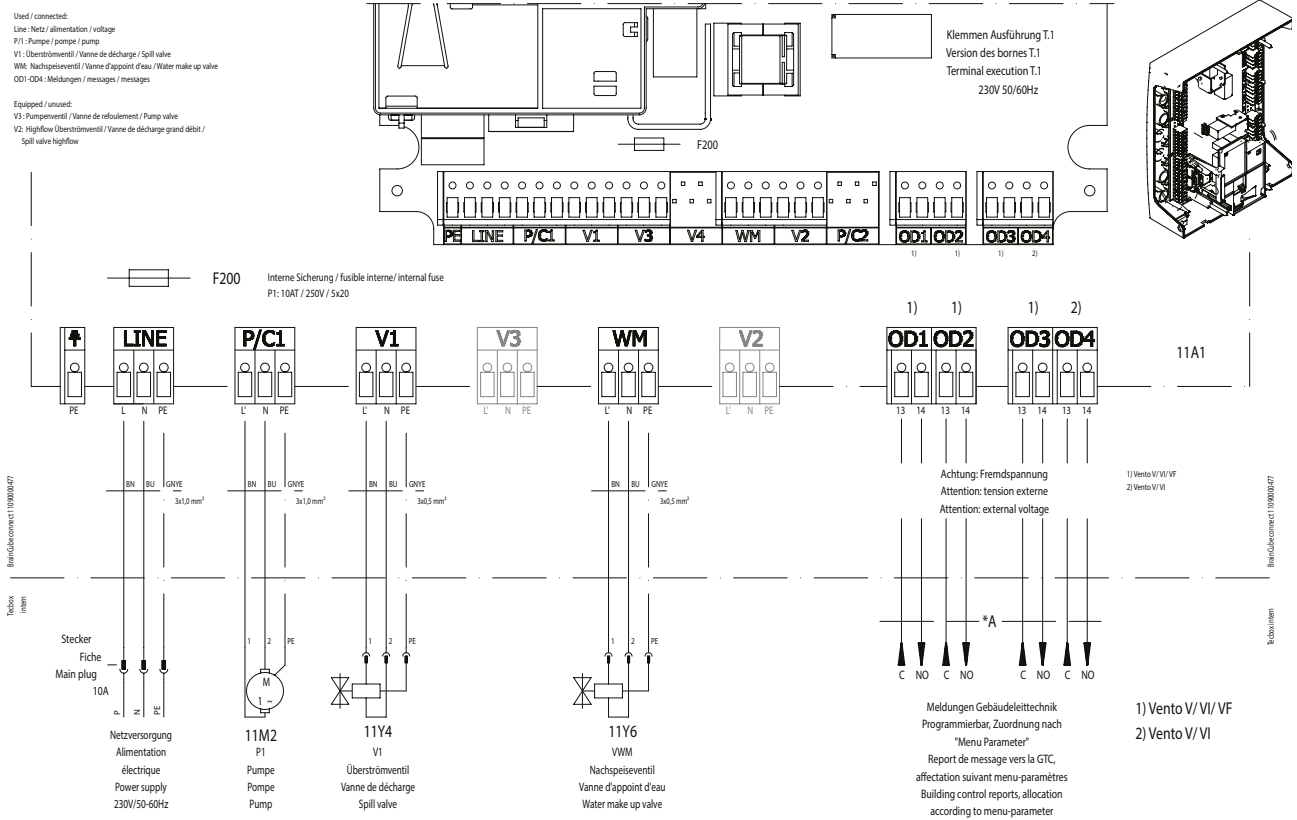 Used / connected:
Line : Netz / alimentation / voltage
P/1 : Pumpe / pompe / pump
V1 : Überströmventil / Vanne de décharge / Spill valve
WM: Nachspeiseventil / Vanne d'appoint d'eau / Water make up valve
OD1-OD4 : Meldungen / messages / messages
Equipped / unused:
V3 : Pumpenventil / Vanne de refoulement / Pump valve
V2: Highflow Überströmventil / Vanne de décharge grand débit /
Spill valve highflow
Klemmen Ausführung T.1
Version des bornes T.1
Terminal execution T.1
230V 50/60Hz
F200
PE LINE P/C1 V1 V3 V4 WM V2 P/C2 OD1 OD2 OD3 OD4
1) 1) 1) 2)
F200
Interne Sicherung / fusible interne/ internal fuse
P1: 10AT / 250V / 5x20
1) 1) 1) 2)
LINE P/C1 V1 V3 WM V2 OD1 OD2 OD3 OD4
11A1
PE L N PE L' N PE L' N PE L' N PE L' N PE L' N PE 13 14 13 14 13 14 13 14
BN BU GNYE BN BU GNYE BN BU GNYE BN BU GNYE
3x1,0 mm² 3x1,0 mm² 3x0,5 mm² 3x0,5 mm²
Achtung: Fremdspannung
Attention: tension externe
Attention: external voltage
1) Vento V/ VI/ VF
2) Vento V/ VI
BrainCube connect 11090000477
BrainCube connect 11090000477
Tecbox
intern
Tecbox intern
*A
Stecker
Fiche
Main plug
10A
P N PE
1 2 PE
M
1 ~
1 2 PE
1 2 PE
C NO C NO C NO C NO
Netzversorgung
Alimentation
électrique
Power supply
230V/50-60Hz
11M2
P1
Pumpe
Pompe
Pump
11Y4
V1
Überströmventil
Vanne de décharge
Spill valve
11Y6
VWM
Nachspeiseventil
Vanne d'appoint d'eau
Water make up valve
Meldungen Gebäudeleittechnik
Programmierbar, Zuordnung nach
"Menu Parameter"
Report de message vers la GTC,
affectation suivant menu-paramètres
Building control reports, allocation
according to menu-parameter
1) Vento V/ VI/ VF
2) Vento V/ VI